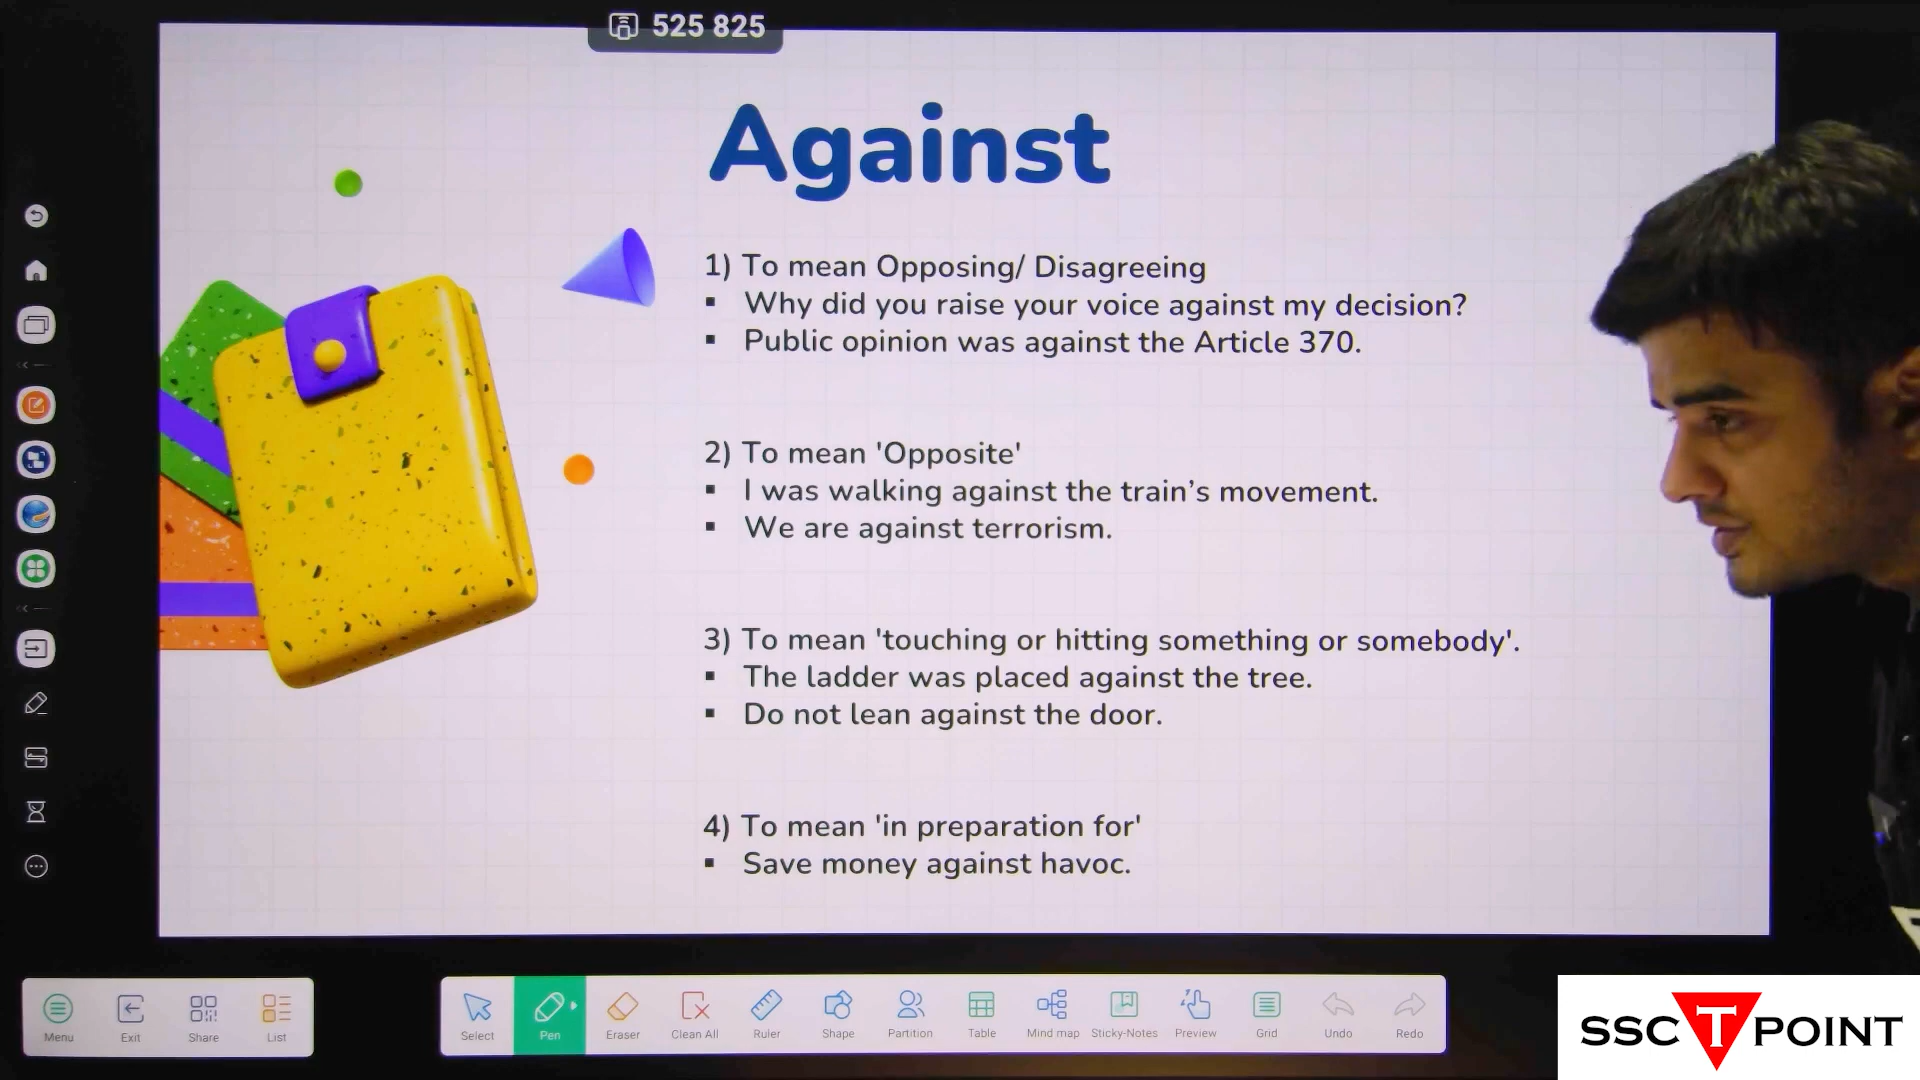 525 825
Against
1) To mean Opposing/ Disagreeing
▪ Why did you raise your voice against my decision?
▪ Public opinion was against the Article 370.
2) To mean 'Opposite'
▪ I was walking against the train’s movement.
▪ We are against terrorism.
3) To mean 'touching or hitting something or somebody'.
▪ The ladder was placed against the tree.
▪ Do not lean against the door.
4) To mean 'in preparation for'
▪ Save money against havoc.
Menu Exit Share List
Select Pen Eraser Clean All Ruler Shape Partition Table Mind map Sticky-Notes Preview Grid Undo Redo
SSC T POINT